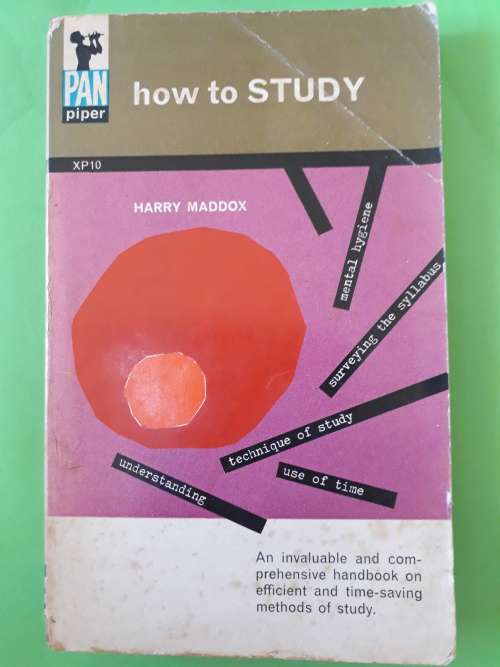 PAN
piper
how to STUDY
XP10
HARRY MADDOX
mental hygiene
surveying the syllabus
technique of study
use of time
understanding
An invaluable and com-
prehensive handbook on
efficient and time-saving
methods of study.